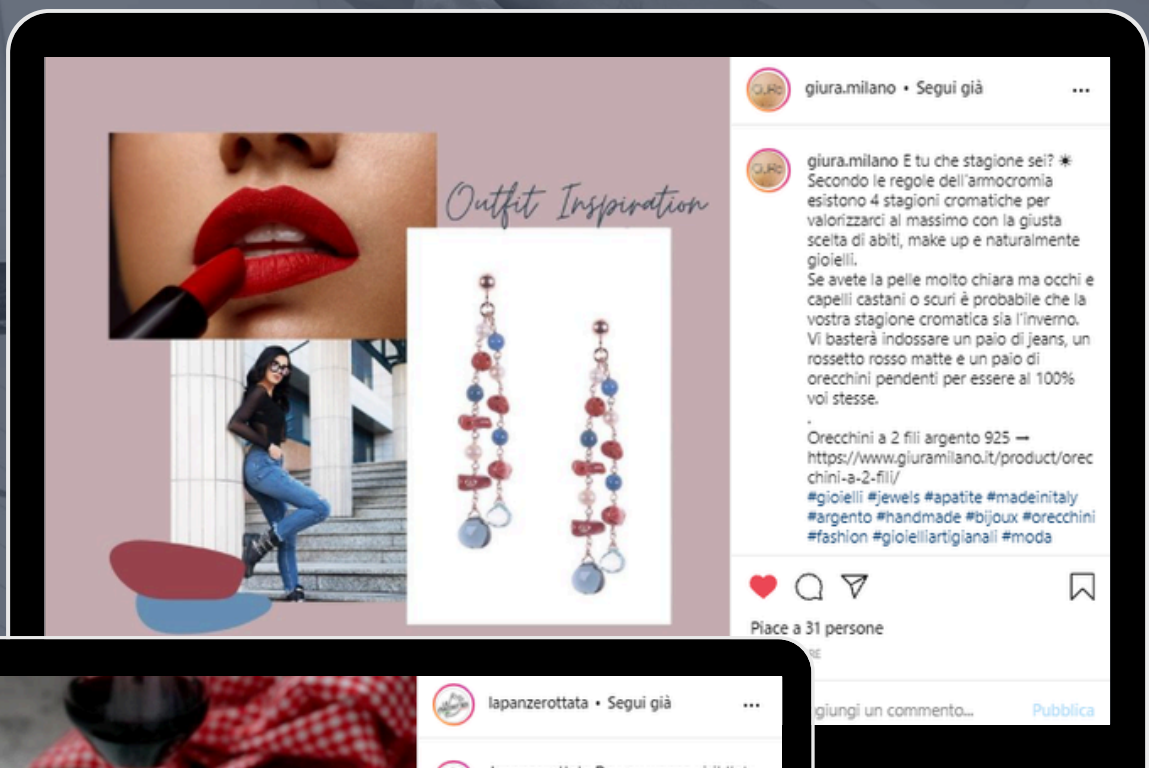 Outfit Inspiration
giura.milano • Segui già
giura.milano E tu che stagione sei? ☀
Secondo le regole dell'armocromia
esistono 4 stagioni cromatiche per
valorizzarci al massimo con la giusta
scelta di abiti, make up e naturalmente
gioielli.
Se avete la pelle molto chiara ma occhi e
capelli castani o scuri è probabile che la
vostra stagione cromatica sia l'inverno.
Vi basterà indossare un paio di jeans, un
rossetto rosso matte e un paio di
orecchini pendenti per essere al 100%
voi stesse.
.
Orecchini a 2 fili argento 925 →
https://www.giuramilano.it/product/orec
chini-a-2-fili/
#gioielli #jewels #apatite #madeinitaly
#argento #handmade #bijoux #orecchini
#fashion #gioielliartigianali #moda
Piace a 31 persone
giungi un commento... Pubblica
lapanzerottata • Segui già